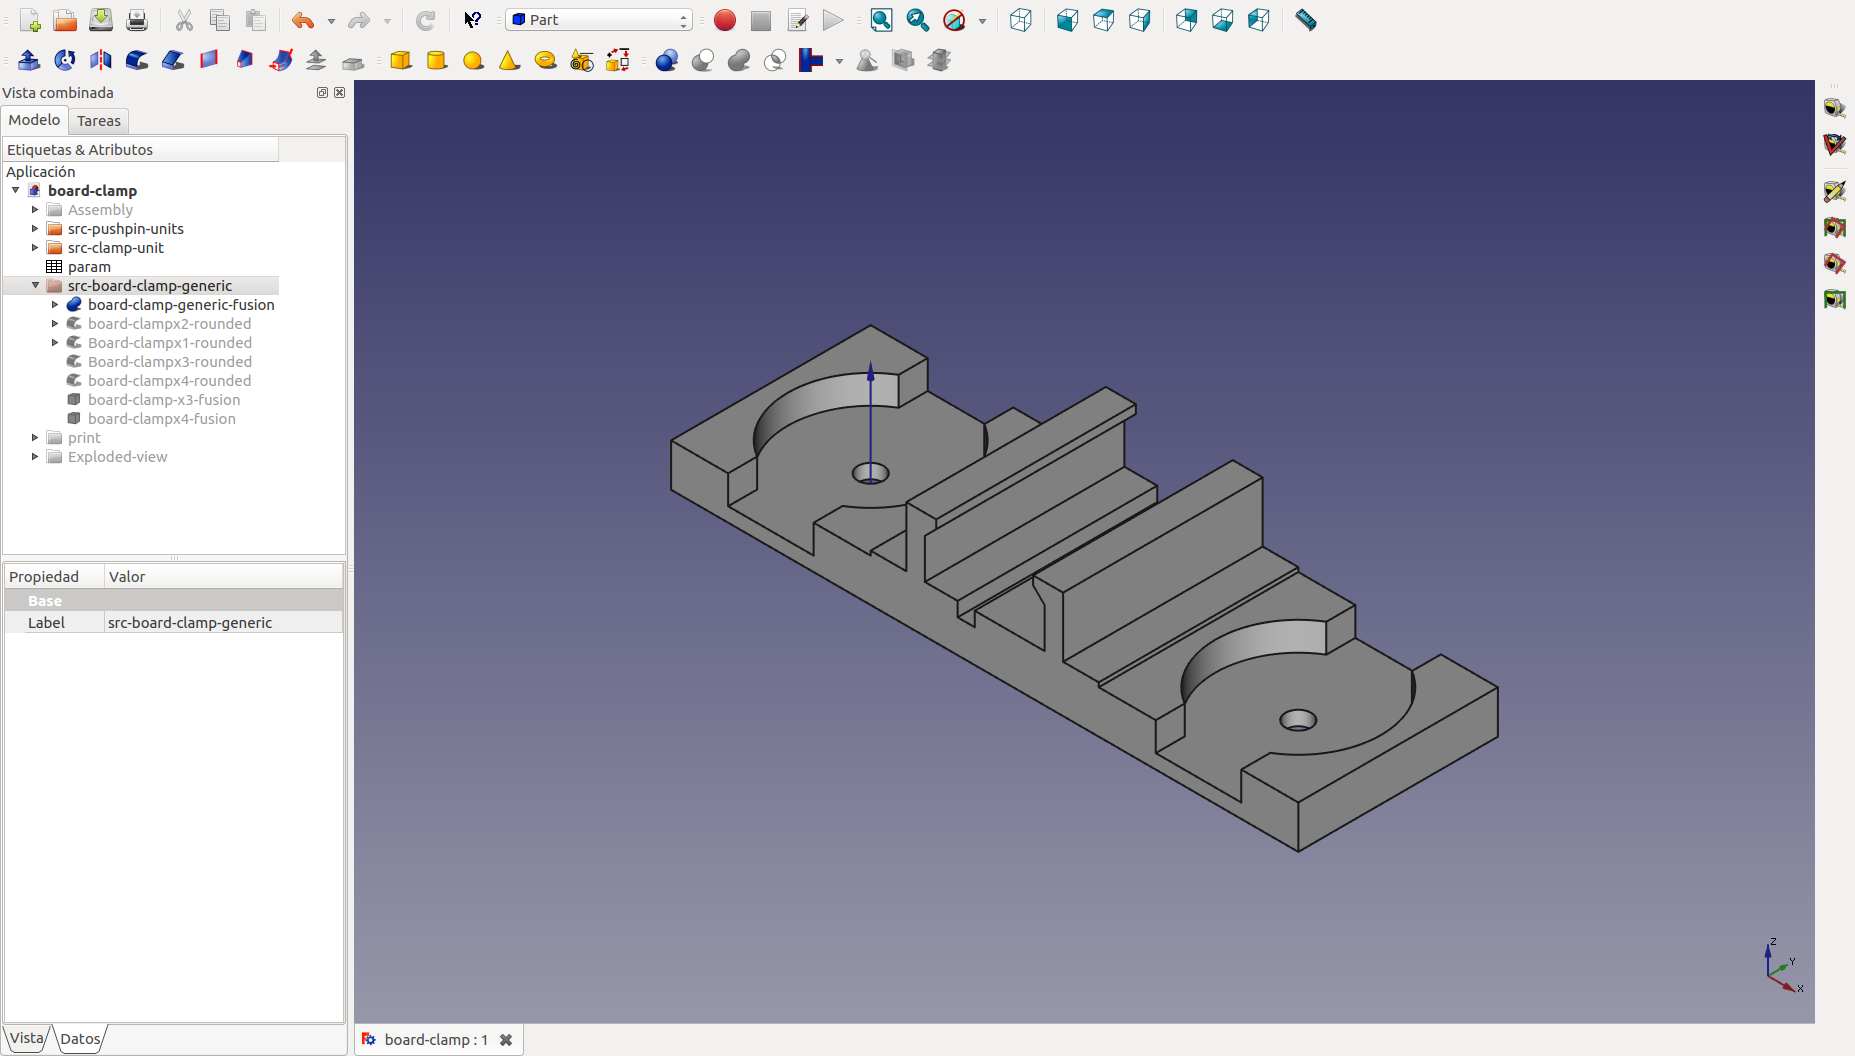 Part
Vista combinada
Modelo
Tareas
Etiquetas & Atributos
Aplicación
board-clamp
Assembly
src-pushpin-units
src-clamp-unit
param
src-board-clamp-generic
board-clamp-generic-fusion
board-clampx2-rounded
Board-clampx1-rounded
Board-clampx3-rounded
board-clampx4-rounded
board-clamp-x3-fusion
board-clampx4-fusion
print
Exploded-view
Propiedad Valor
Base
Label src-board-clamp-generic
Z
Y
X
Vista Datos
board-clamp : 1